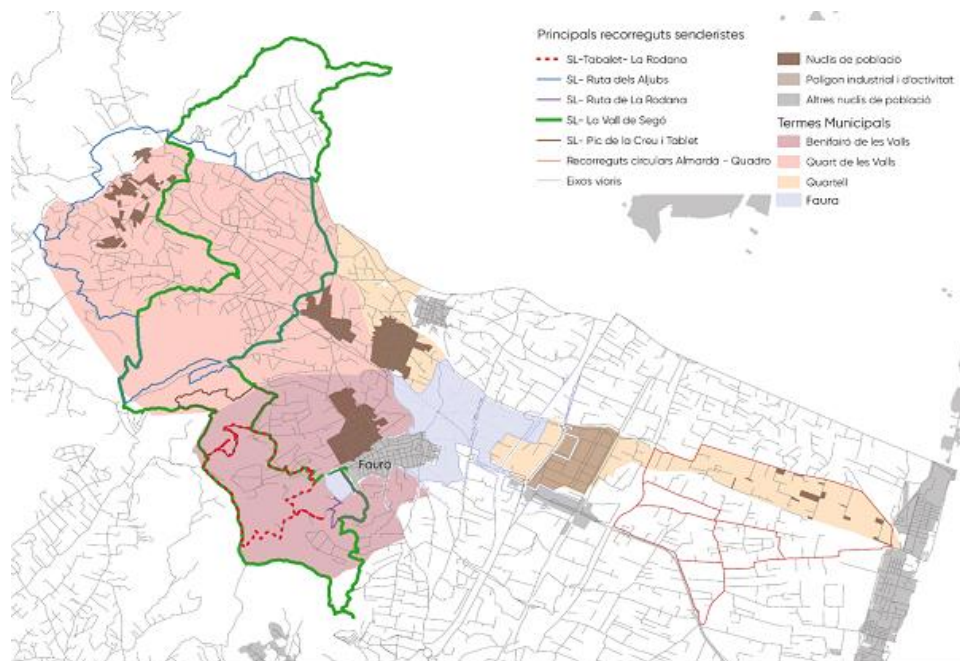 Principals recorreguts senderistes
SL-Tabalet- La Rodana
SL- Ruta dels Aljubs
SL- Ruta de La Rodana
SL- La Vall de Segó
SL- Pic de la Creu i Tablet
Recorreguts circulars Almardà - Quadro
Eixos viaris
Nuclis de població
Polígon industrial i d'activitat
Altres nuclis de població
Termes Municipals
Benifairó de les Valls
Quart de les Valls
Quartell
Faura
Faura